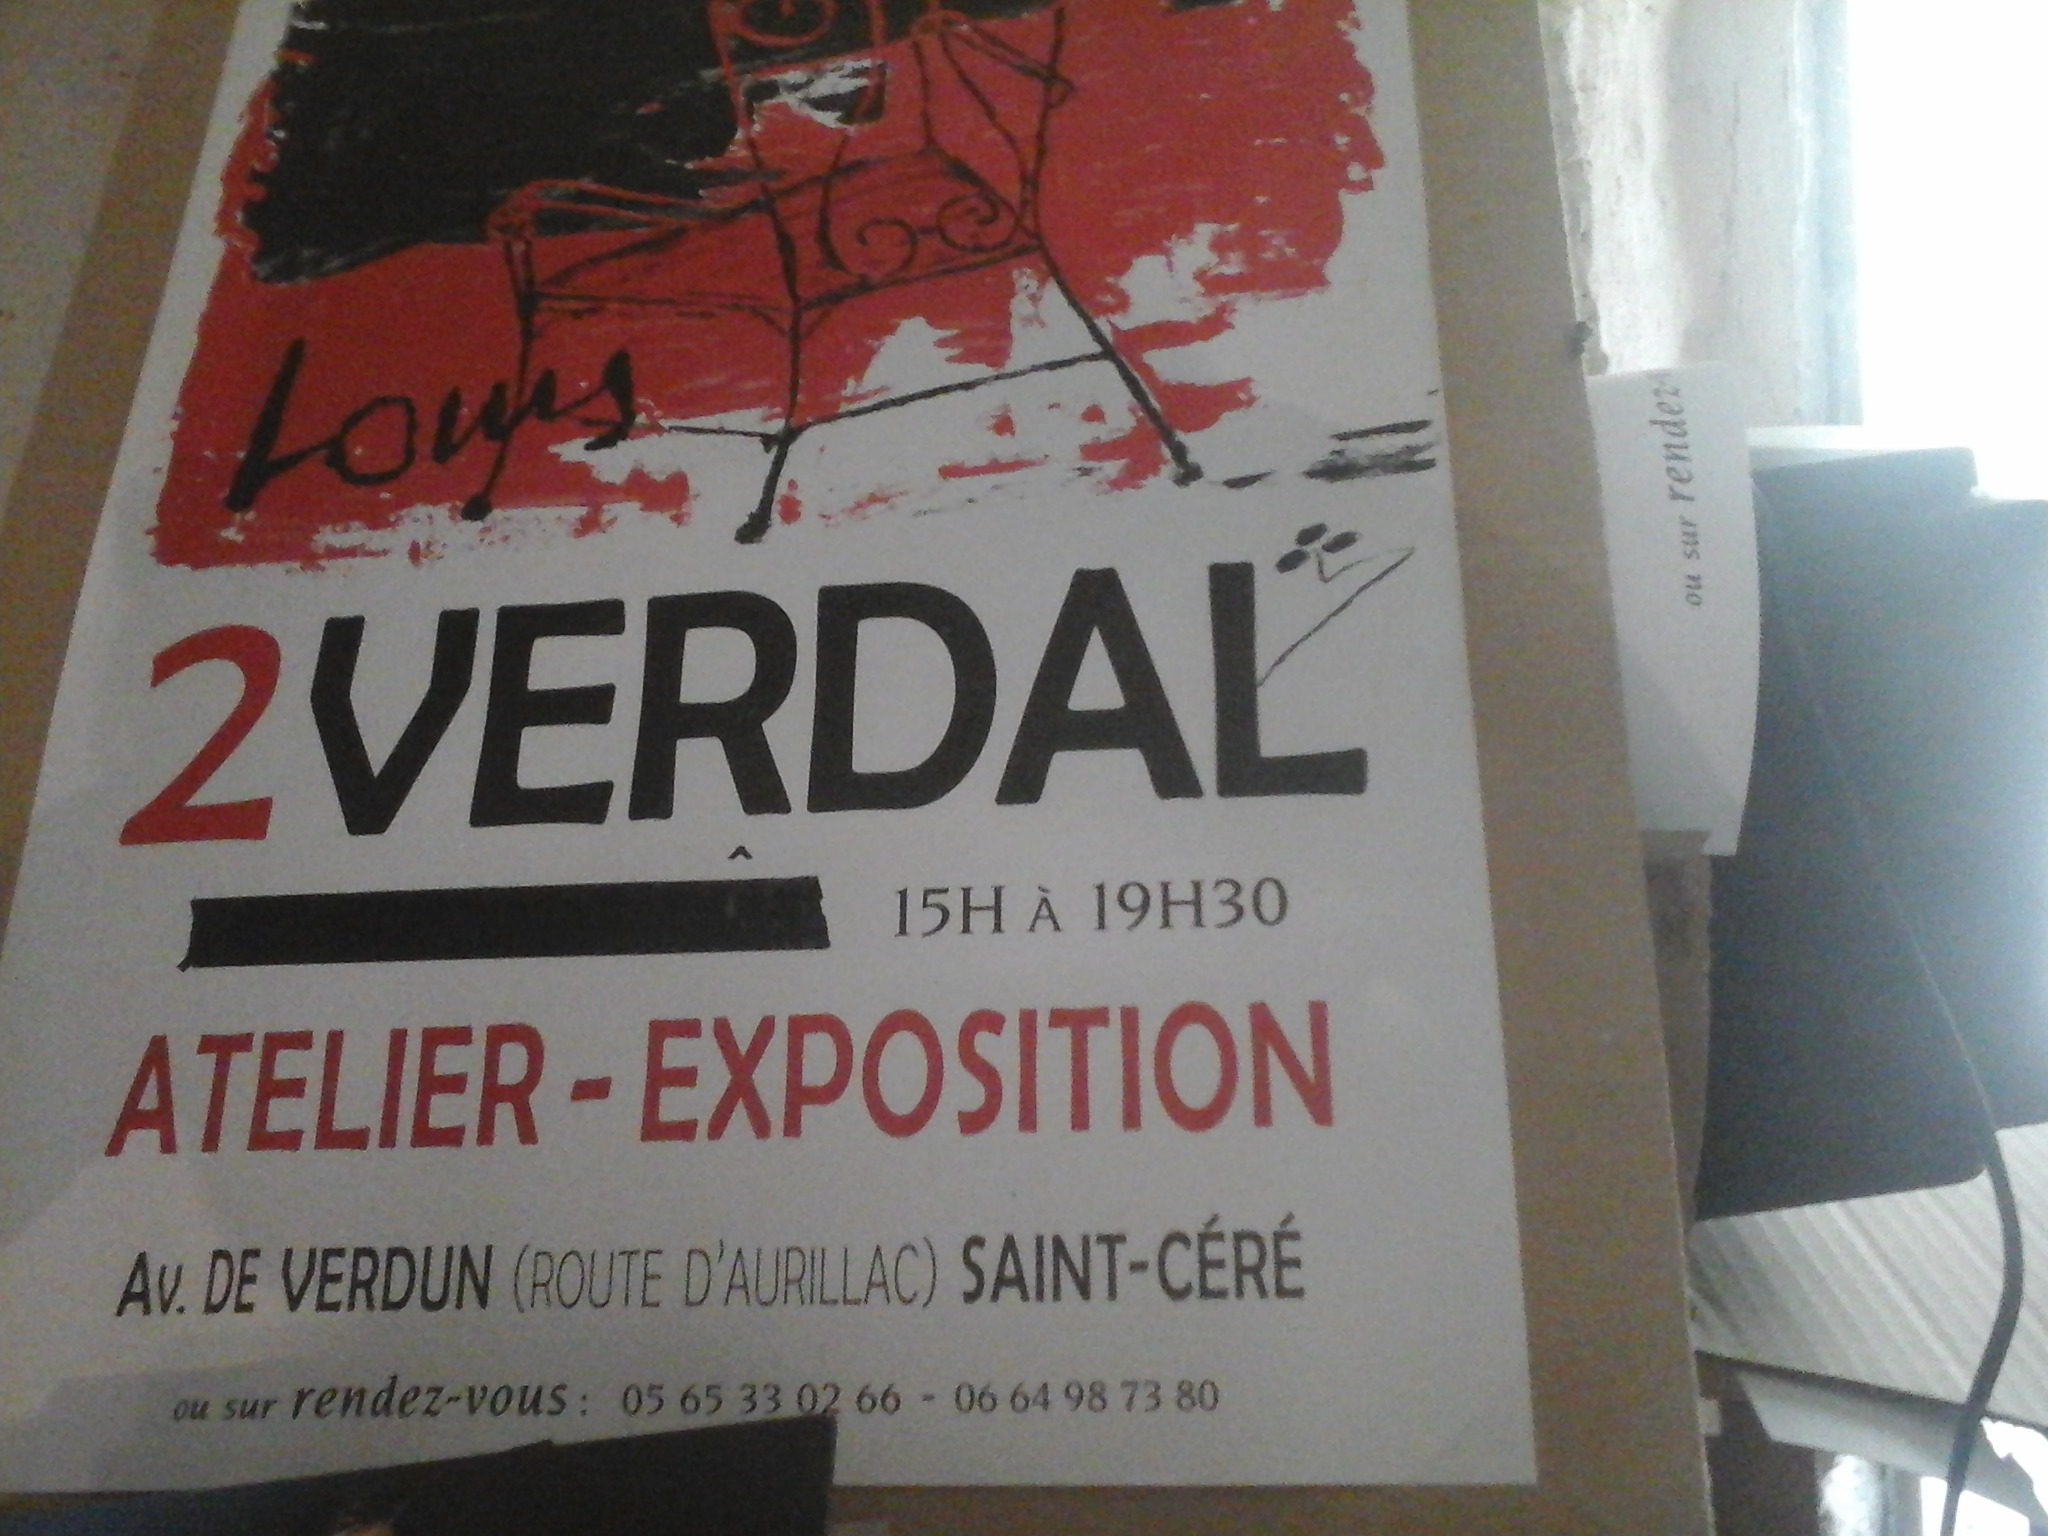 Louis
2VERDAL
15H À 19H30
ATELIER - EXPOSITION
AV. DE VERDUN (ROUTE D'AURILLAC) SAINT-CÉRÉ
ou sur rendez-vous : 05 65 33 02 66 - 06 64 98 73 80
ou sur rendez-